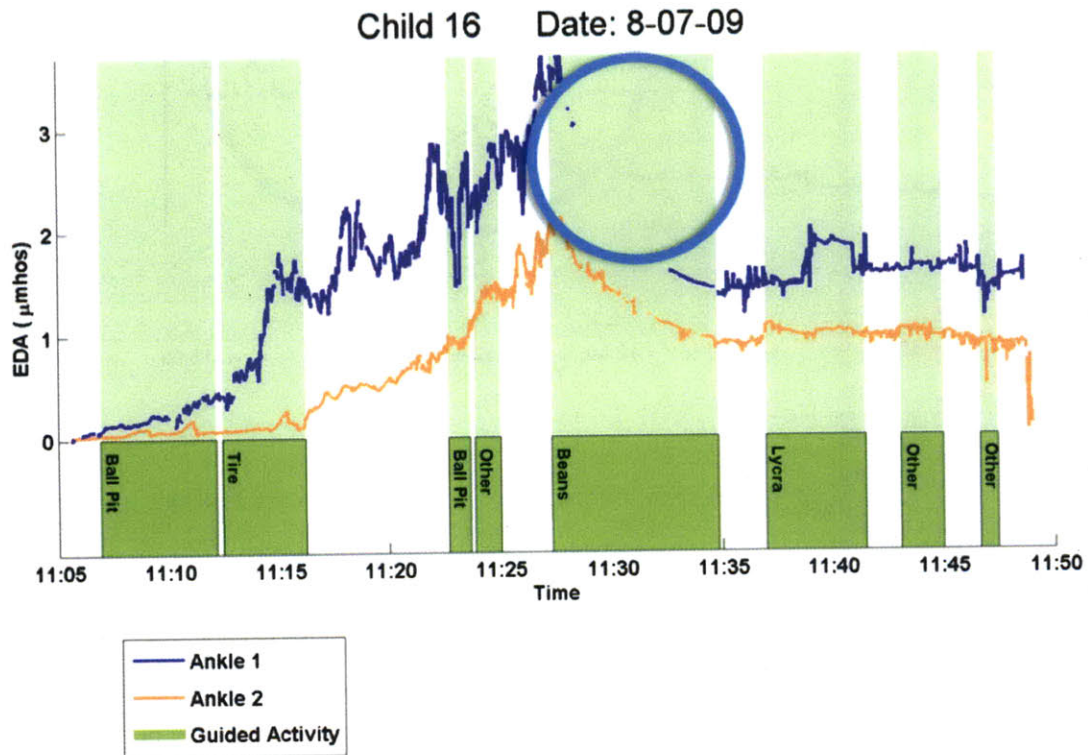 Child 16 Date: 8-07-09
EDA ( μmhos)
3
2
1
0
Ball Pit
Tire
Ball Pit
Other
Beans
Lycra
Other
Other
11:05 11:10 11:15 11:20 11:25 11:30 11:35 11:40 11:45 11:50
Time
Ankle 1
Ankle 2
Guided Activity